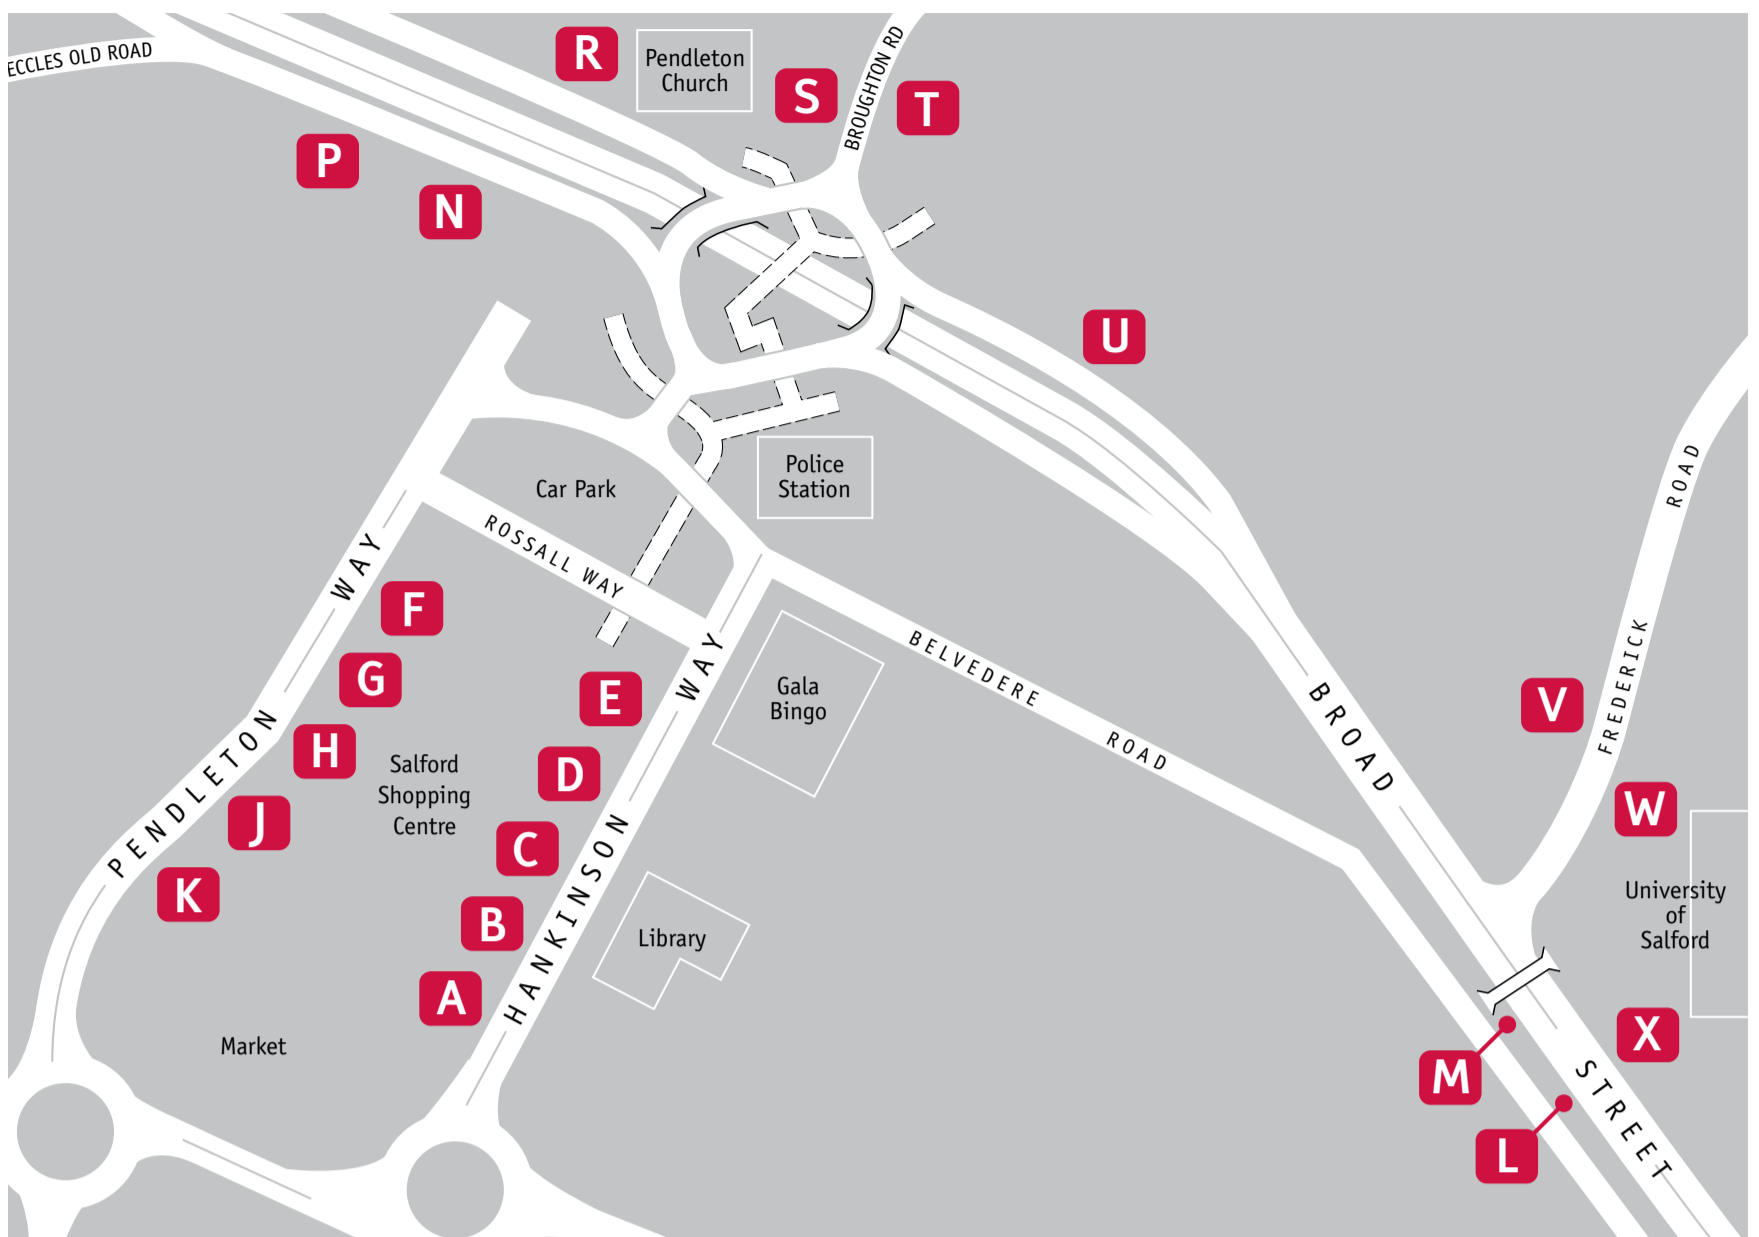 ECCLES OLD ROAD
R
Pendleton
Church
S
BROUGHTON RD
T
P
N
U
Police
Station
Car Park
ROSSALL WAY
PENDLETON WAY
F
G
H
J
K
Salford
Shopping
Centre
E
D
C
B
A
HANKINSON WAY
Gala
Bingo
Library
Market
BELVEDERE ROAD
BROAD STREET
FREDERICK ROAD
V
W
University
of
Salford
X
M
L